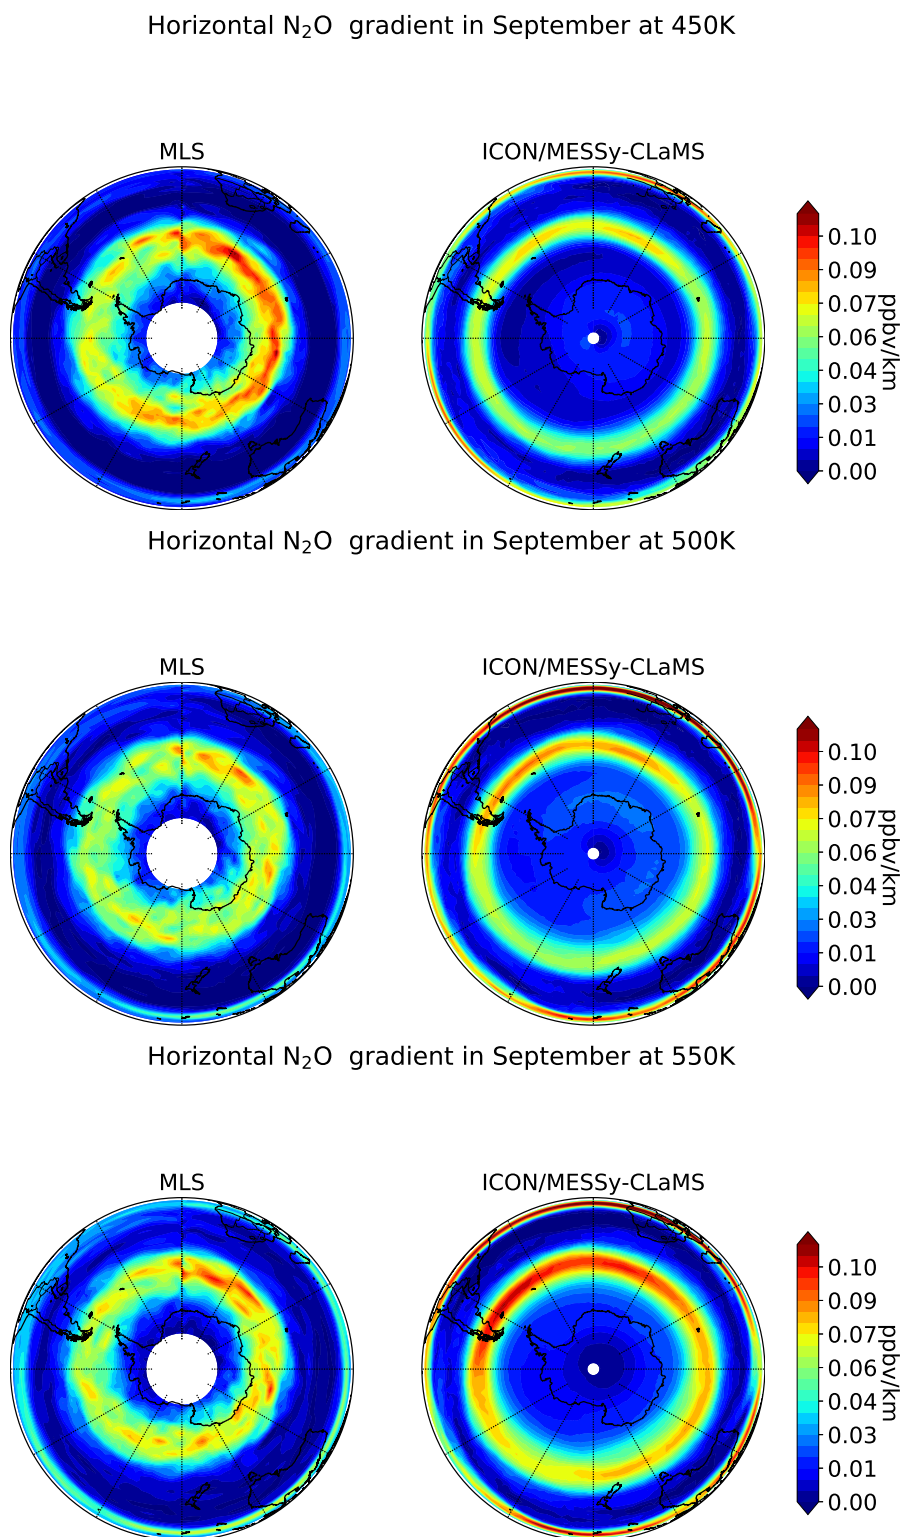 Horizontal N₂O gradient in September at 450K
MLS
ICON/MESSy-CLaMS
0.10
0.09
0.07
0.06
0.04
0.03
0.01
0.00
ppbv/km
Horizontal N₂O gradient in September at 500K
MLS
ICON/MESSy-CLaMS
0.10
0.09
0.07
0.06
0.04
0.03
0.01
0.00
ppbv/km
Horizontal N₂O gradient in September at 550K
MLS
ICON/MESSy-CLaMS
0.10
0.09
0.07
0.06
0.04
0.03
0.01
0.00
ppbv/km